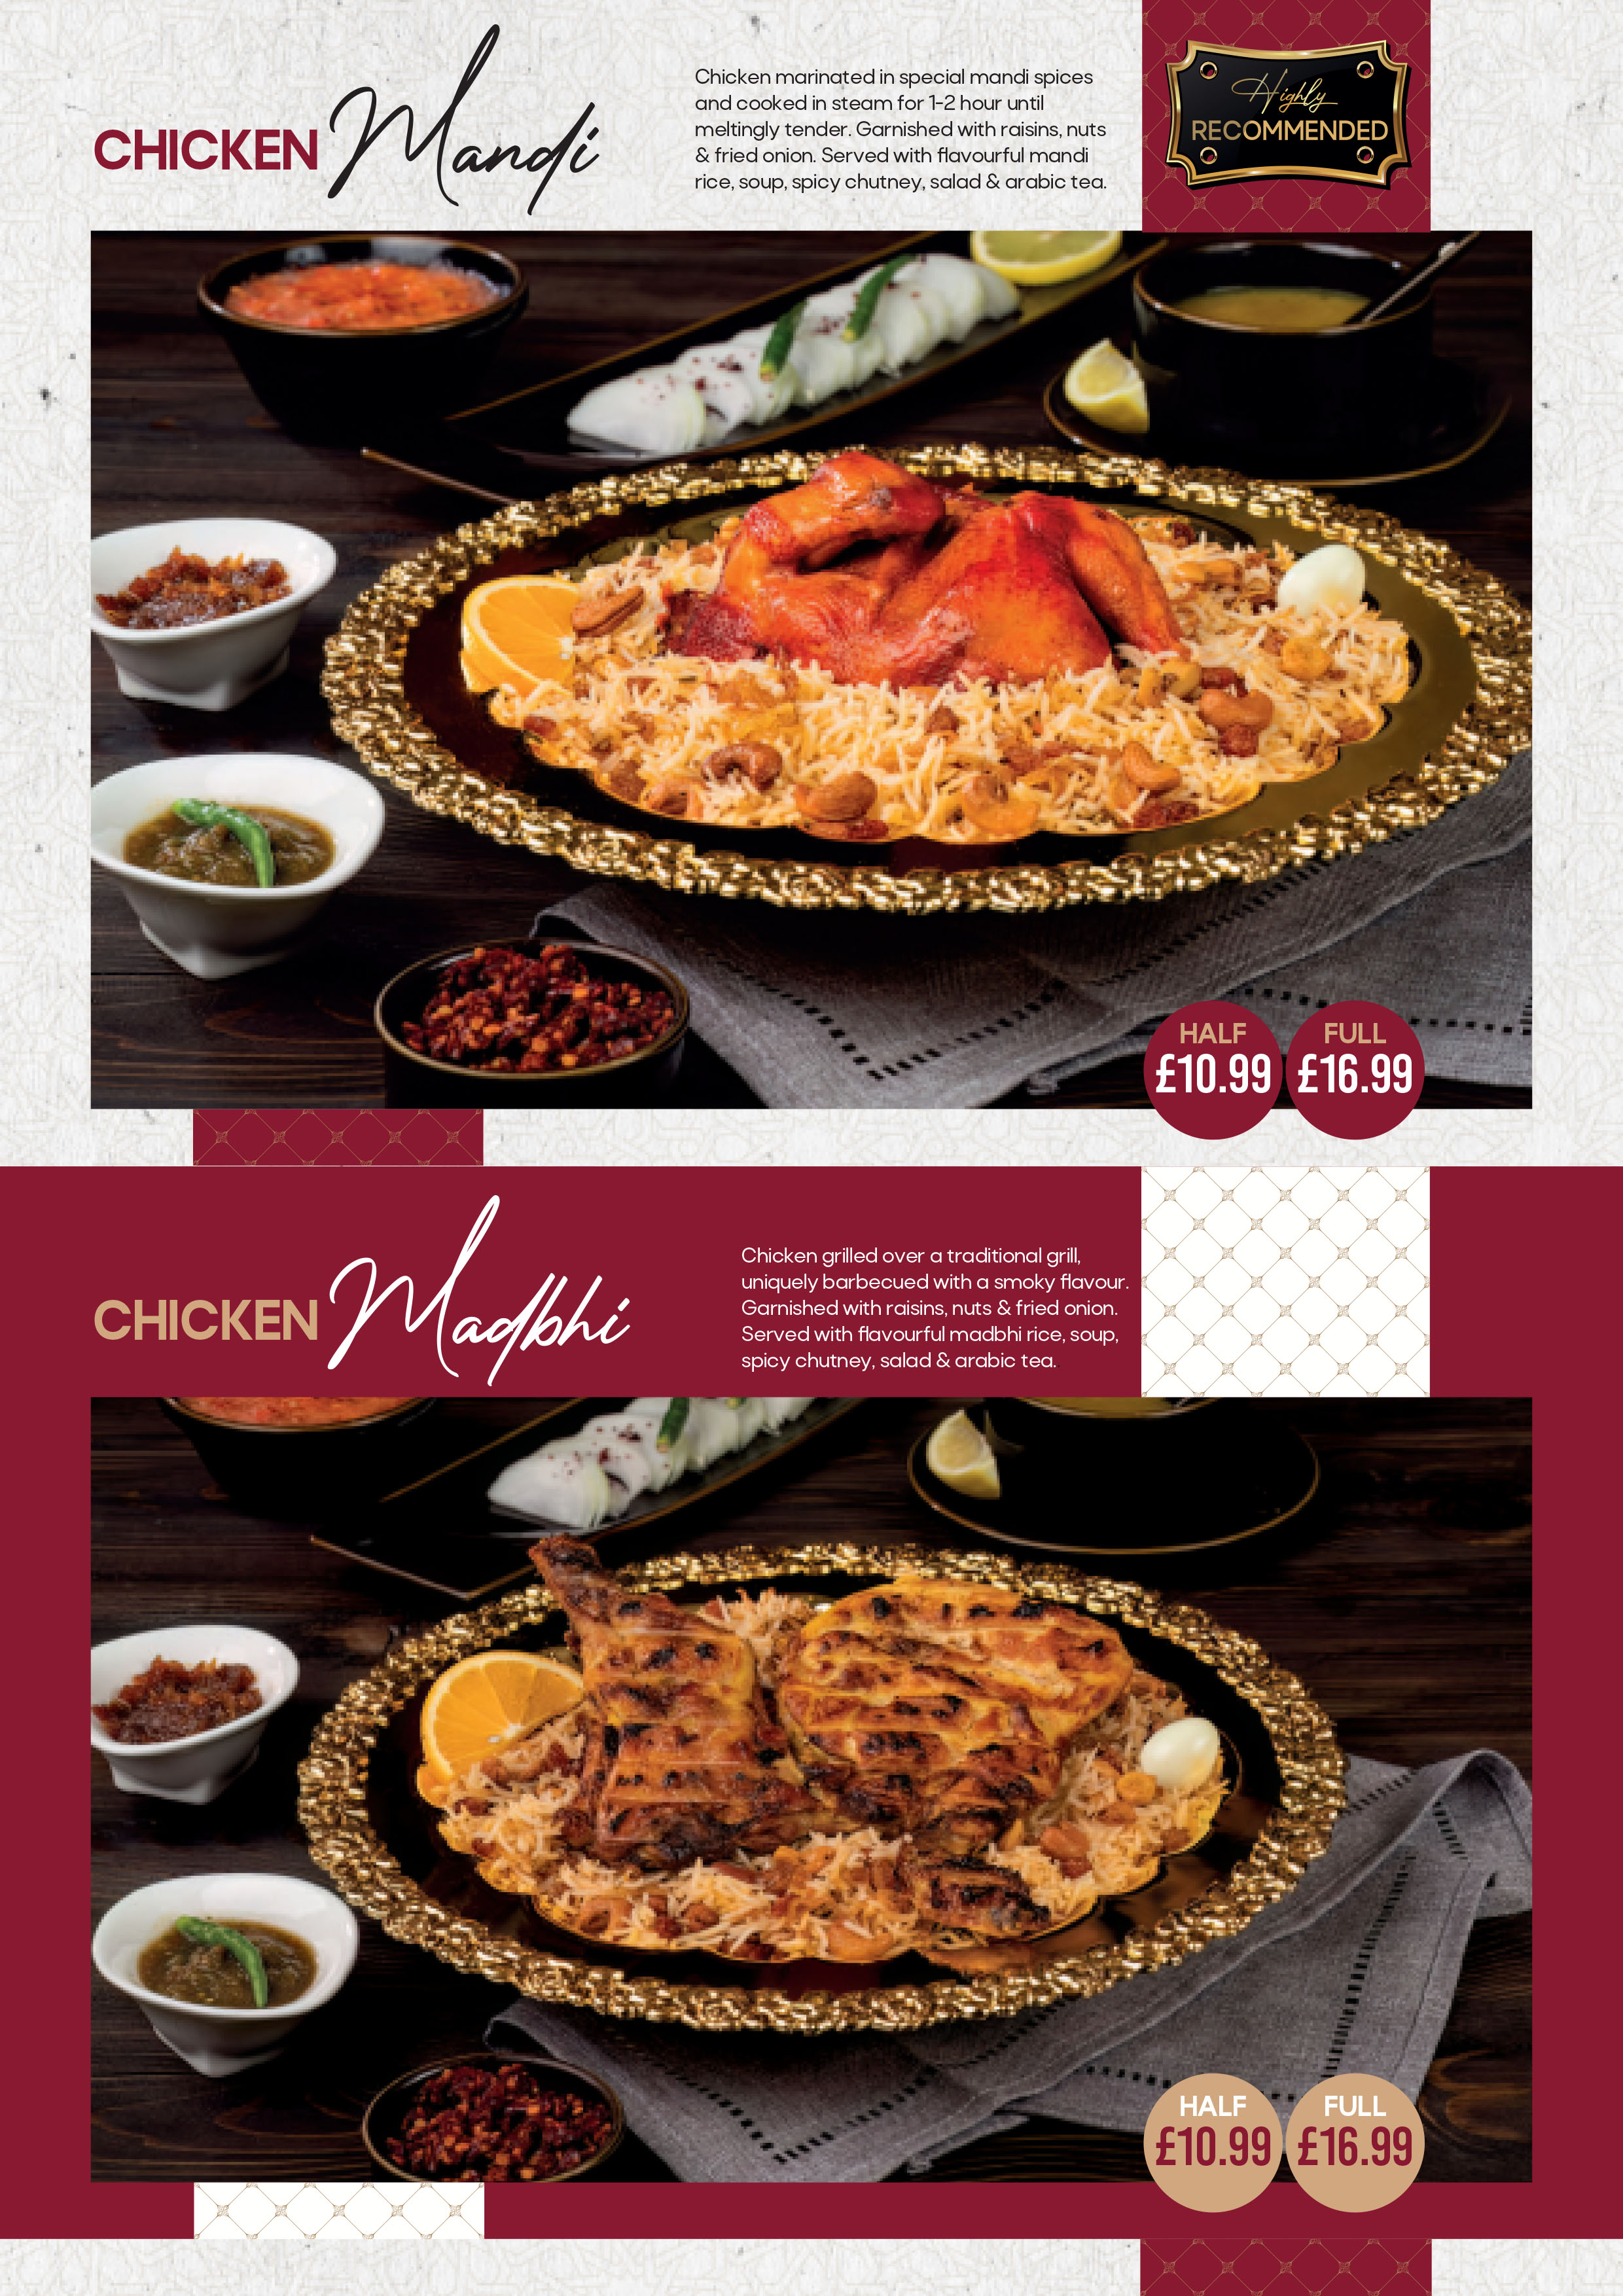 CHICKEN Mandi
Chicken marinated in special mandi spices
and cooked in steam for 1-2 hour until
meltingly tender. Garnished with raisins, nuts
& fried onion. Served with flavourful mandi
rice, soup, spicy chutney, salad & arabic tea.
Highly
RECOMMENDED
HALF
£10.99
FULL
£16.99
CHICKEN Madbhi
Chicken grilled over a traditional grill,
uniquely barbecued with a smoky flavour.
Garnished with raisins, nuts & fried onion.
Served with flavourful madbhi rice, soup,
spicy chutney, salad & arabic tea.
HALF
£10.99
FULL
£16.99